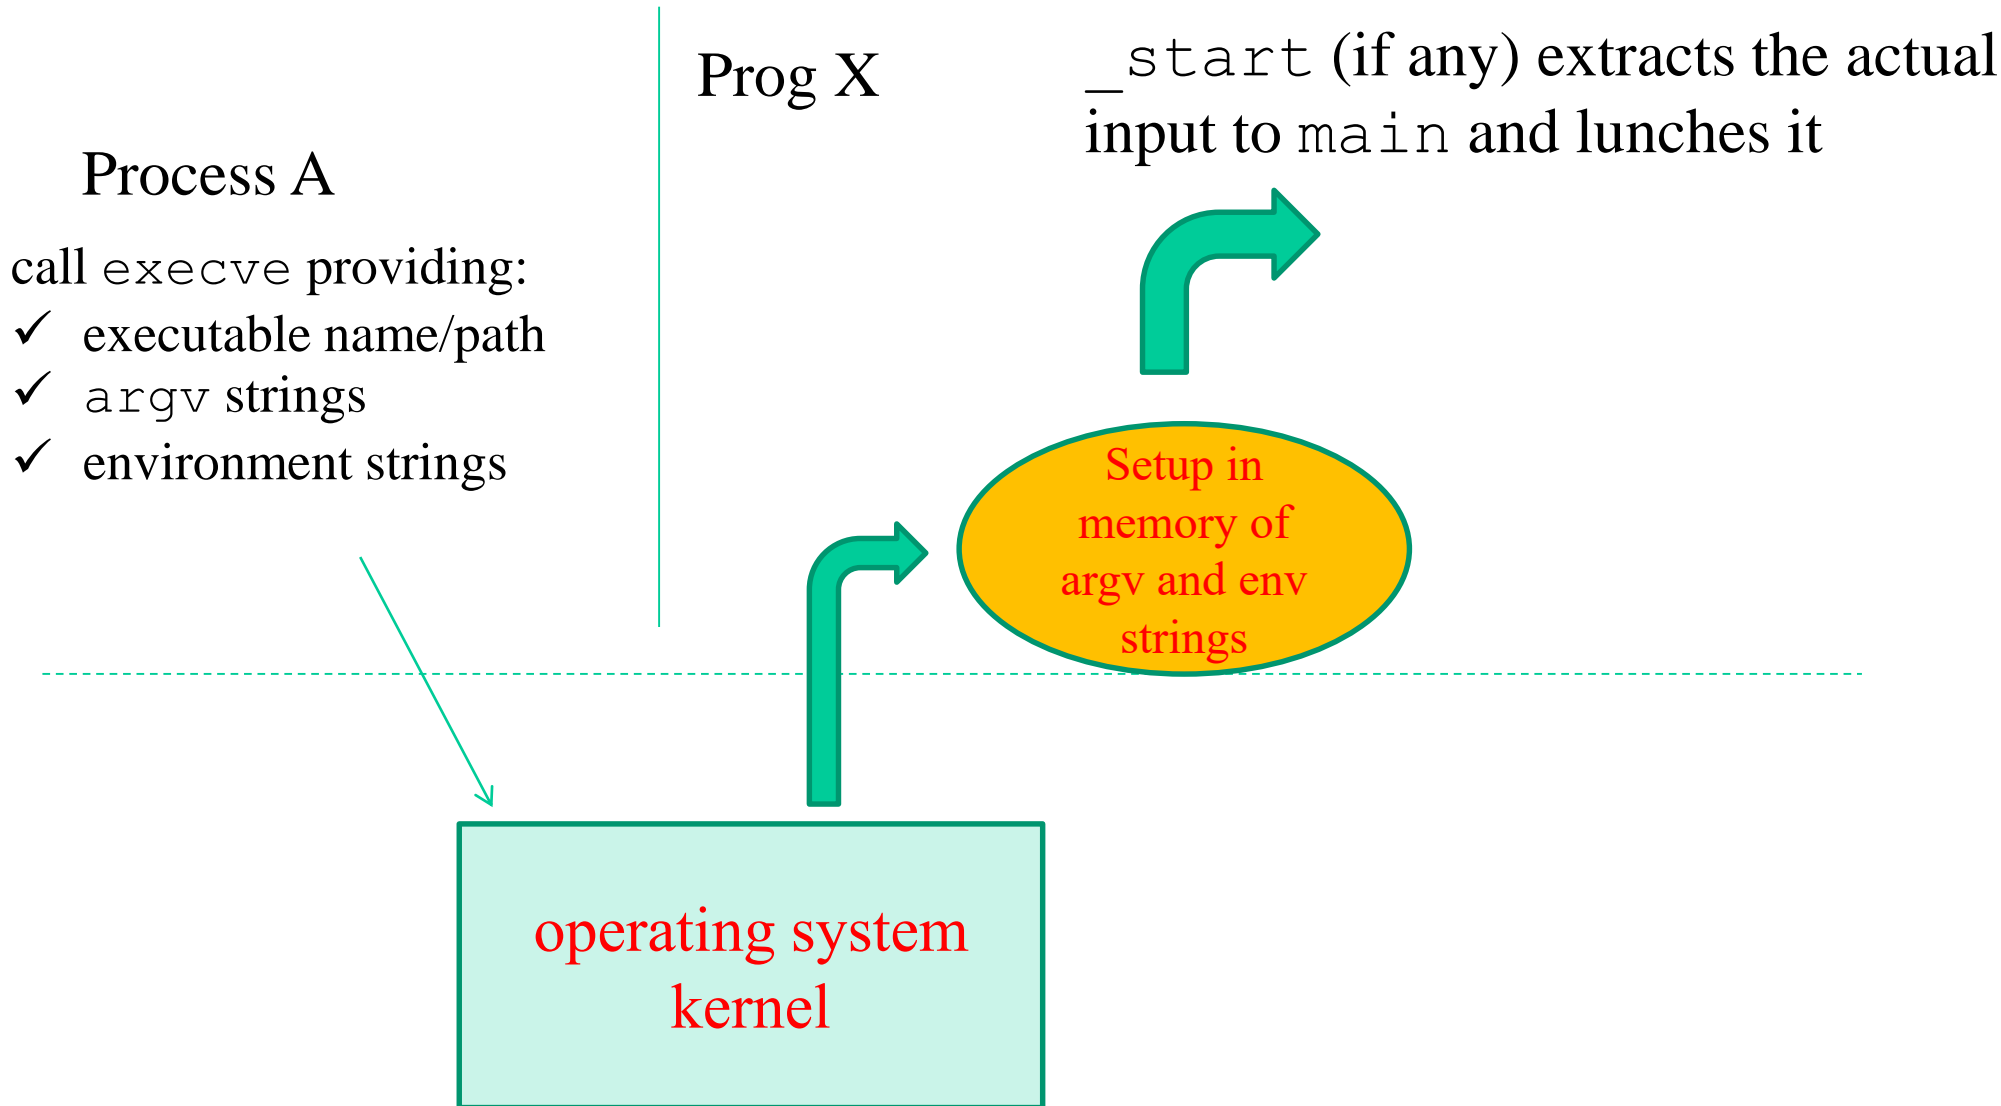 Process A
call execve providing:
✓ executable name/path
✓ argv strings
✓ environment strings
Prog X
_start (if any) extracts the actual
input to main and lunches it
Setup in
memory of
argv and env
strings
operating system
kernel